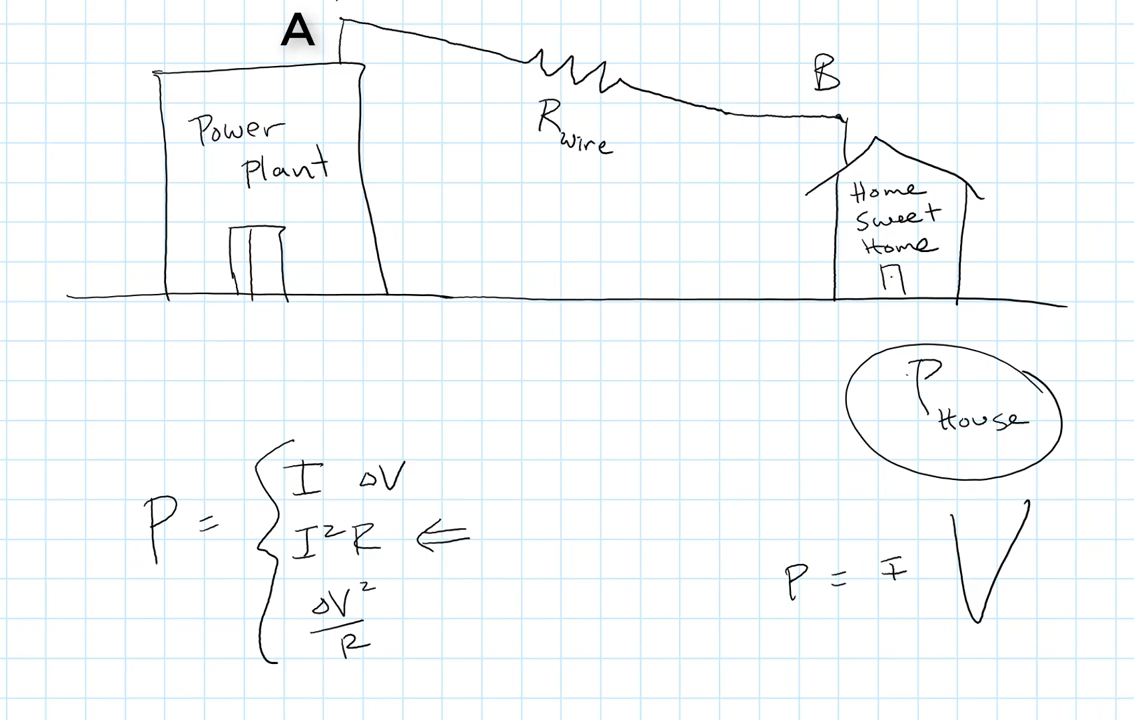 A
B
Power
Plant
R wire
Home
Sweet
Home
P House
P = { I ΔV
I²R ⇐
ΔV²
R
P = I V